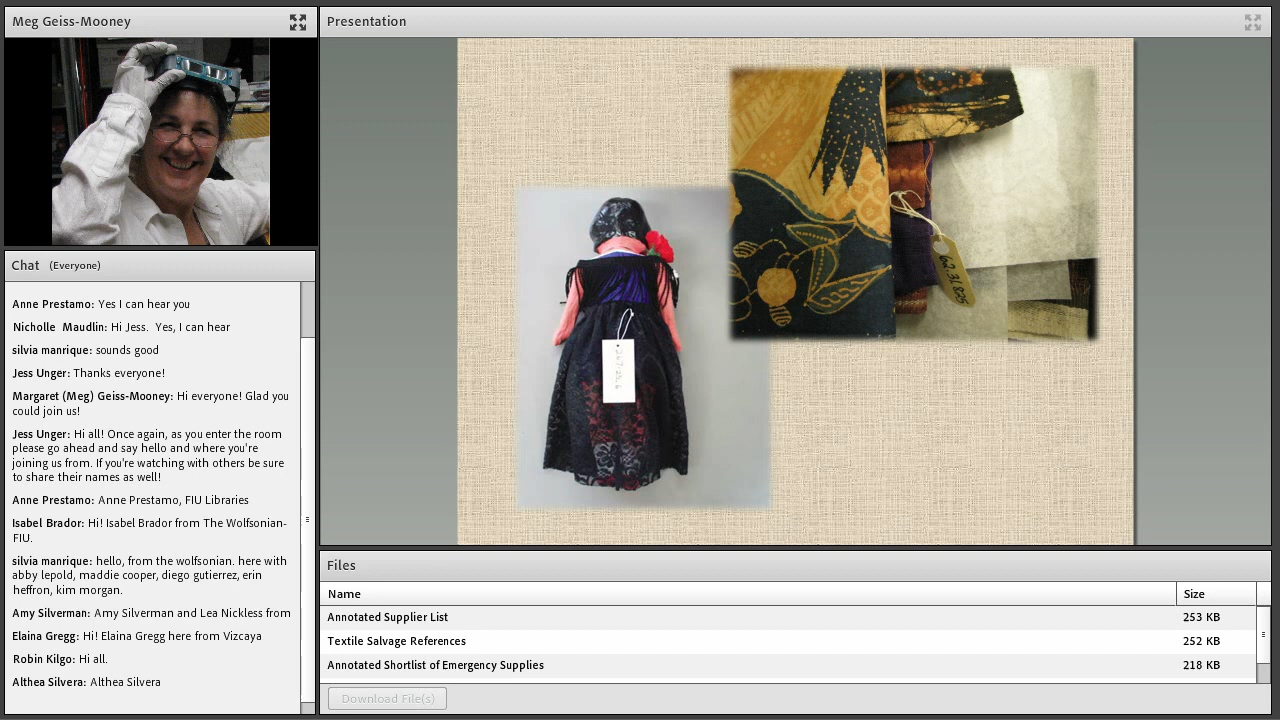 Meg Geiss-Mooney
Presentation
Chat (Everyone)
Anne Prestamo: Yes I can hear you
Nicholle Maudlin: Hi Jess. Yes, I can hear
silvia manrique: sounds good
Jess Unger: Thanks everyone!
Margaret (Meg) Geiss-Mooney: Hi everyone! Glad you
could join us!
Jess Unger: Hi all! Once again, as you enter the room
please go ahead and say hello and where you're
joining us from. If you're watching with others be sure
to share their names as well!
Anne Prestamo: Anne Prestamo, FIU Libraries
Isabel Brador: Hi! Isabel Brador from The Wolfsonian-
FIU.
silvia manrique: hello, from the wolfsonian. here with
abby lepold, maddie cooper, diego gutierrez, erin
heffron, kim morgan.
Amy Silverman: Amy Silverman and Lea Nickless from
Elaina Gregg: Hi! Elaina Gregg here from Vizcaya
Robin Kilgo: Hi all.
Althea Silvera: Althea Silvera
Files
Name Size
Annotated Supplier List 253 KB
Textile Salvage References 252 KB
Annotated Shortlist of Emergency Supplies 218 KB
Download File(s)